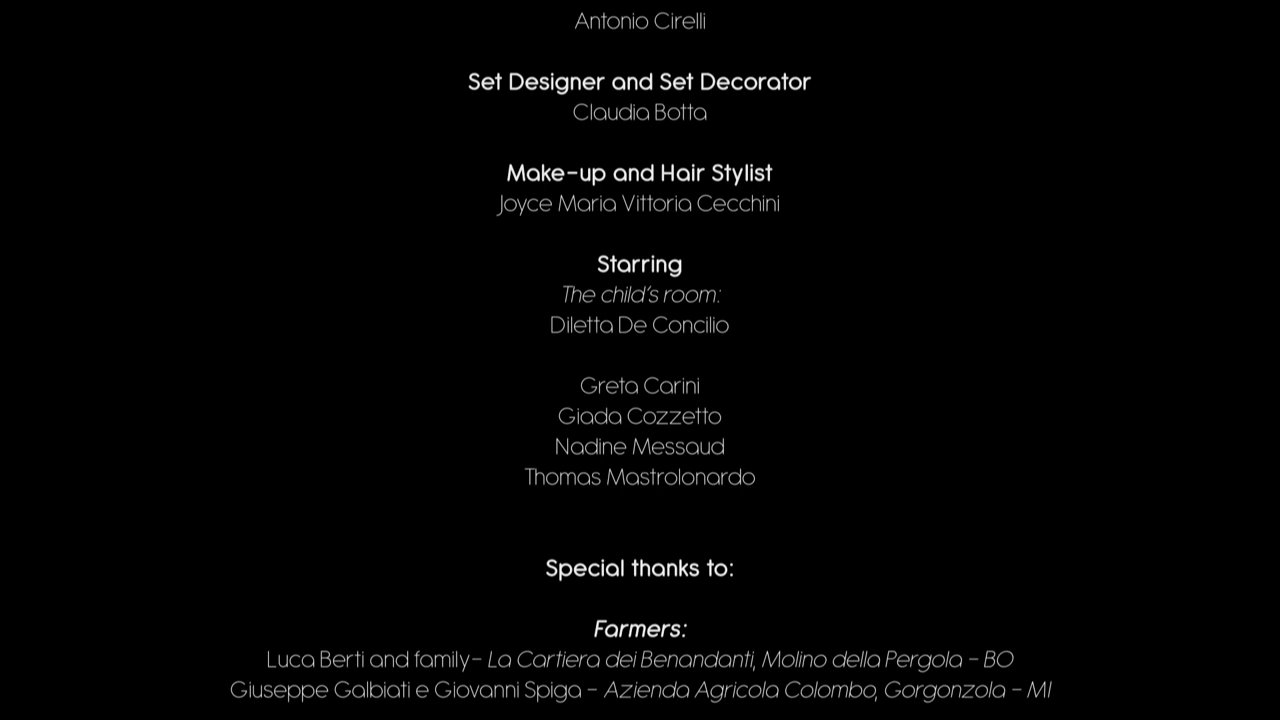 Antonio Cirelli
Set Designer and Set Decorator
Claudia Botta
Make-up and Hair Stylist
Joyce Maria Vittoria Cecchini
Starring
The child's room:
Diletta De Concilio
Greta Carini
Giada Cozzetto
Nadine Messaud
Thomas Mastrolonardo
Special thanks to:
Farmers:
Luca Berti and family- La Cartiera dei Benandanti, Molino della Pergola - BO
Giuseppe Galbiati e Giovanni Spiga - Azienda Agricola Colombo, Gorgonzola - MI